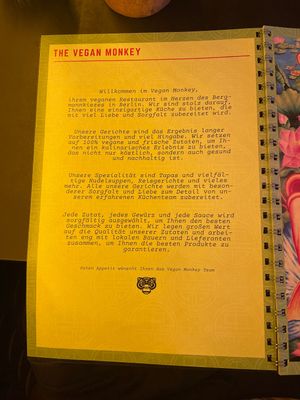 THE VEGAN MONKEY
Willkommen im Vegan Monkey,
ihrem veganen Restaurant im Herzen des Berg-
mannkiezes in Berlin. Wir sind stolz darauf,
Ihnen eine einzigartige Küche zu bieten, die
mit viel Liebe und Sorgfalt zubereitet wird.
Unsere Gerichte sind das Ergebnis langer
Vorbereitungen und viel Hingabe. Wir setzen
auf 100% vegane und frische Zutaten, um Ih-
nen ein kulinarisches Erlebnis zu bieten,
das nicht nur köstlich, sondern auch gesund
und nachhaltig ist.
Unsere Spezialität sind Tapas und vielfäl-
tige Nudelsuppen, Reisgerichte und vieles
mehr. Alle unsere Gerichte werden mit beson-
derer Sorgfalt und Liebe zum Detail von un-
serem erfahrenen Küchenteam zubereitet.
Jede Zutat, jedes Gewürz und jede Sauce wird
sorgfältig ausgewählt, um Ihnen den besten
Geschmack zu bieten. Wir legen großen Wert
auf die Qualität unserer Zutaten und arbei-
ten eng mit lokalen Bauern und Lieferanten
zusammen, um Ihnen die besten Produkte zu
garantieren.
Guten Appetit wünscht Ihnen das Vegan Monkey Team